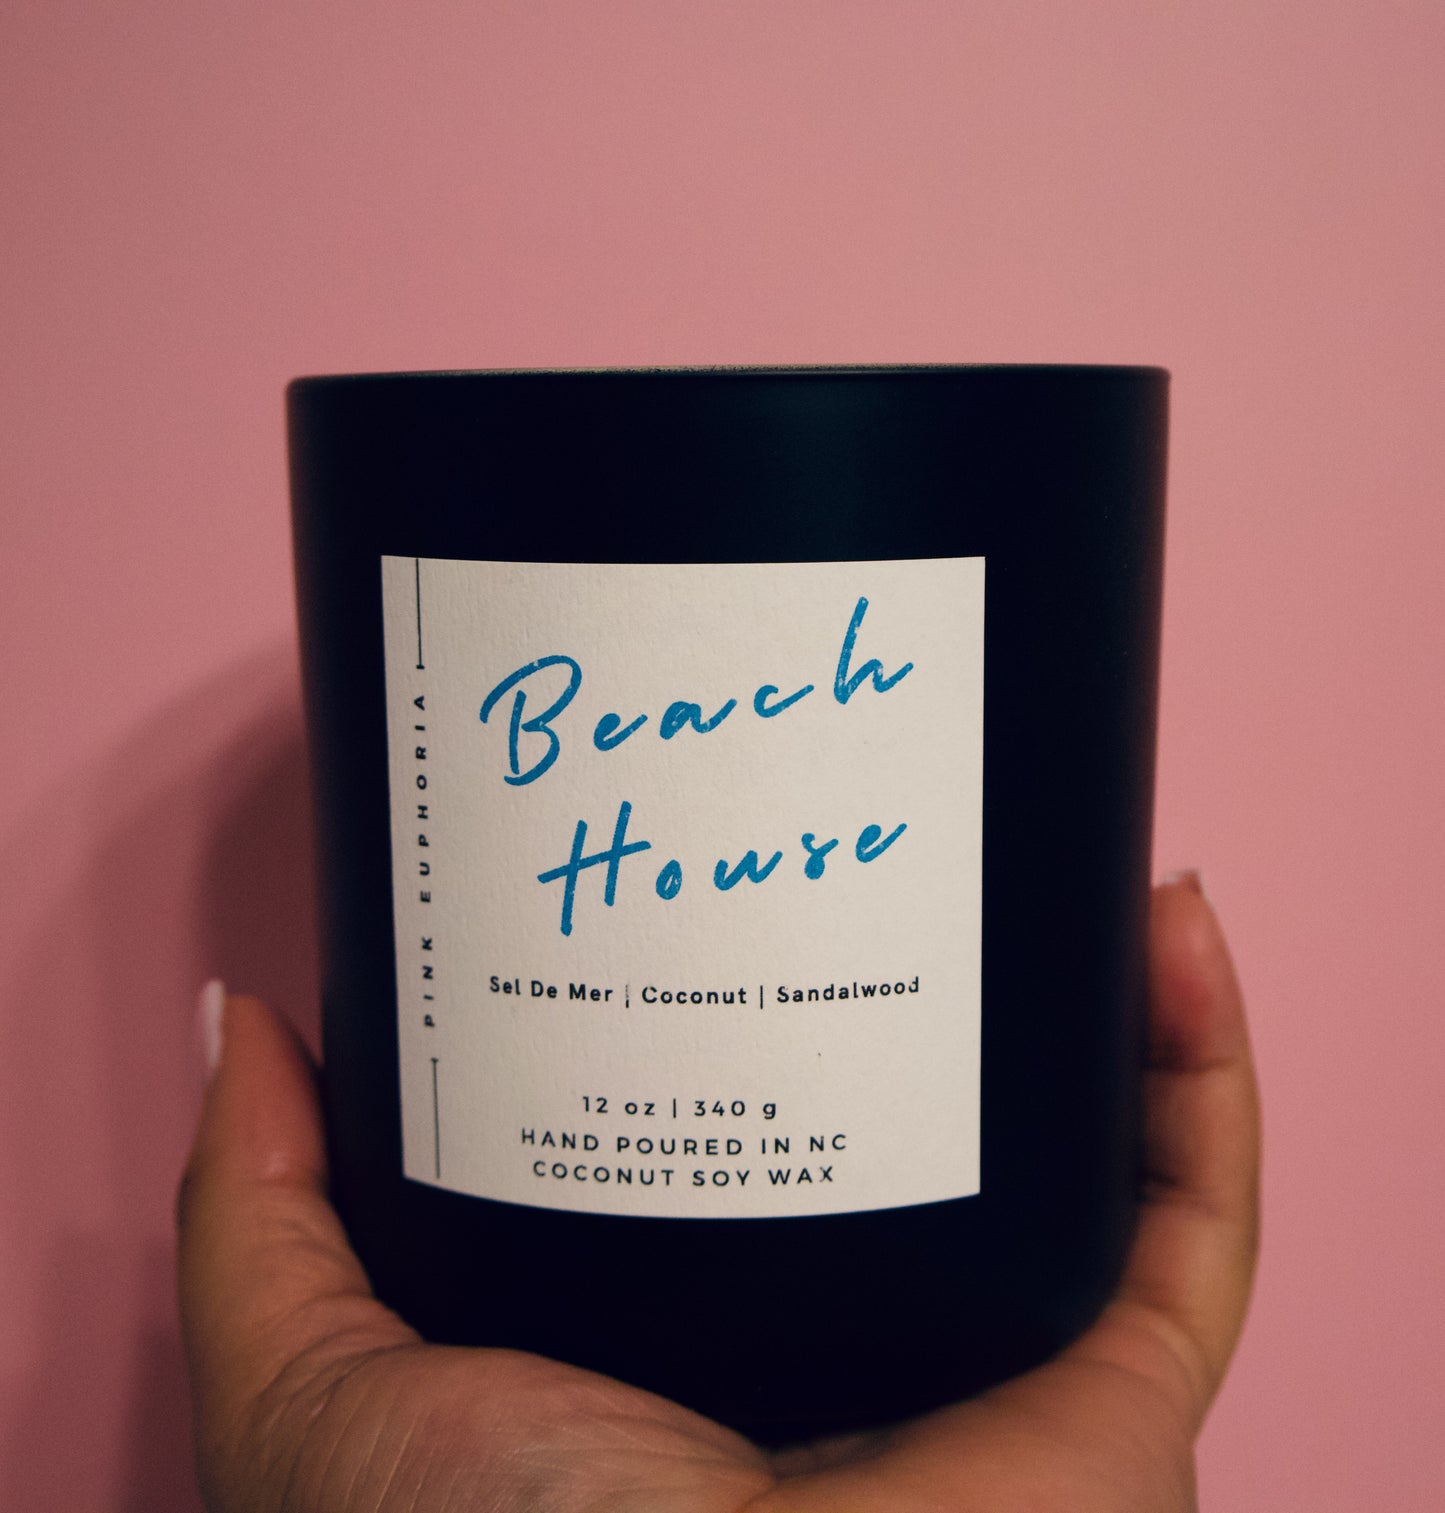 PINK EUPHORIA
Beach
House
Sel De Mer | Coconut | Sandalwood
12 oz | 340 g
HAND POURED IN NC
COCONUT SOY WAX